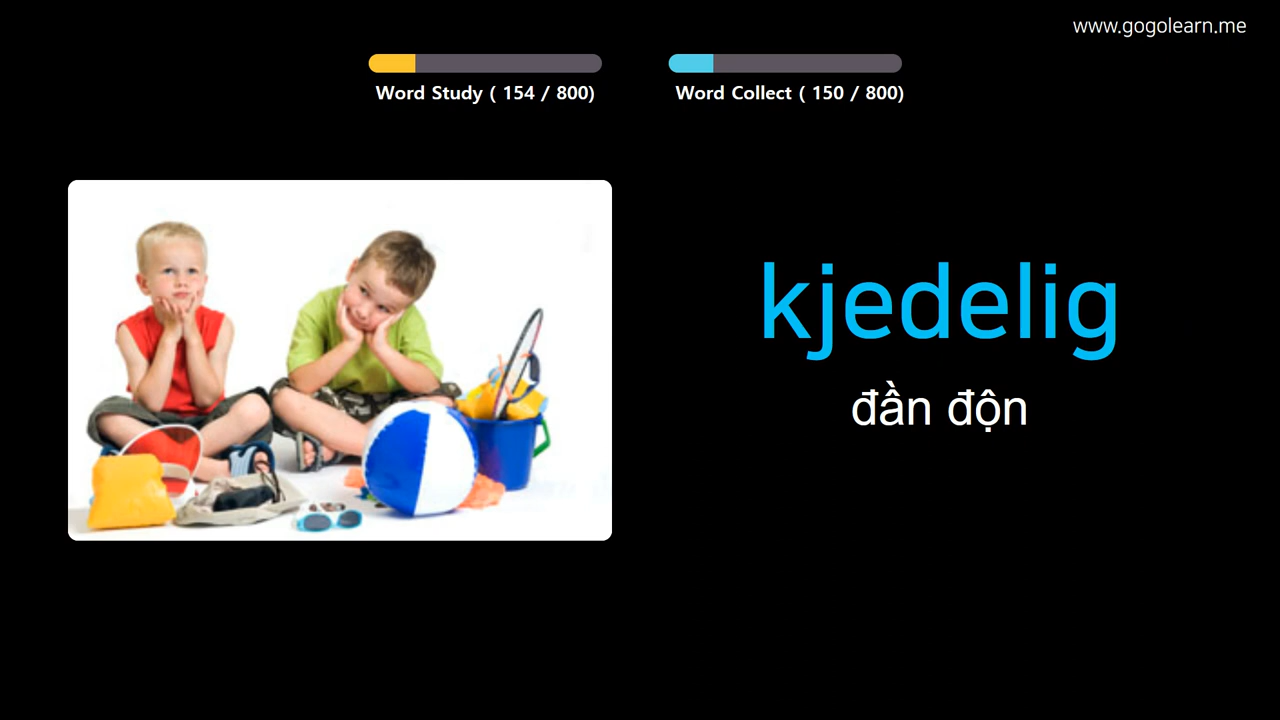 www.gogolearn.me
Word Study ( 154 / 800)
Word Collect ( 150 / 800)
kjedelig
đần độn